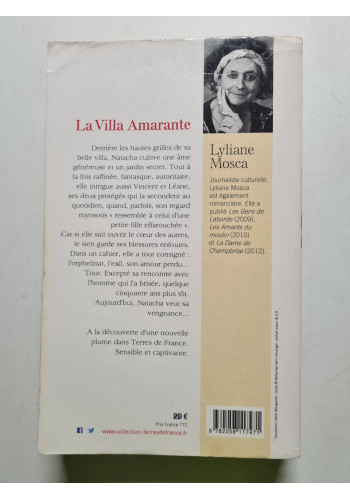 La Villa Amarante
Derrière les hautes grilles de sa
belle villa, Natacha cultive une âme
généreuse et un jardin secret. Tout à
la fois raffinée, fantasque, autoritaire,
elle intrigue aussi Vincent et Léane,
ses deux protégés qui la secondent au
quotidien, quand, parfois, son regard
myosotis « ressemble à celui d'une
petite fille effarouchée ».
Car si elle sait ouvrir le cœur des autres,
le sien garde ses blessures enfouies.
Dans un cahier, elle a tout consigné :
l'orphelinat, l'exil, son amour perdu....
Tout. Excepté sa rencontre avec
l'homme qui l'a brisée, quelque
cinquante ans plus tôt.
Aujourd'hui, Natacha veut sa
vengeance...
A la découverte d'une nouvelle
plume dans Terres de France.
Sensible et captivante.
20 €
Prix France TTC
www.collection-terresdefrance.fr
Lyliane
Mosca
Journaliste culturelle,
Lyliane Mosca
est également
romancière. Elle a
publié Les Gens de
Laborde (2009),
Les Amants du
moulin (2010)
et La Dame de
Champbrise (2012).
9 782258 117471